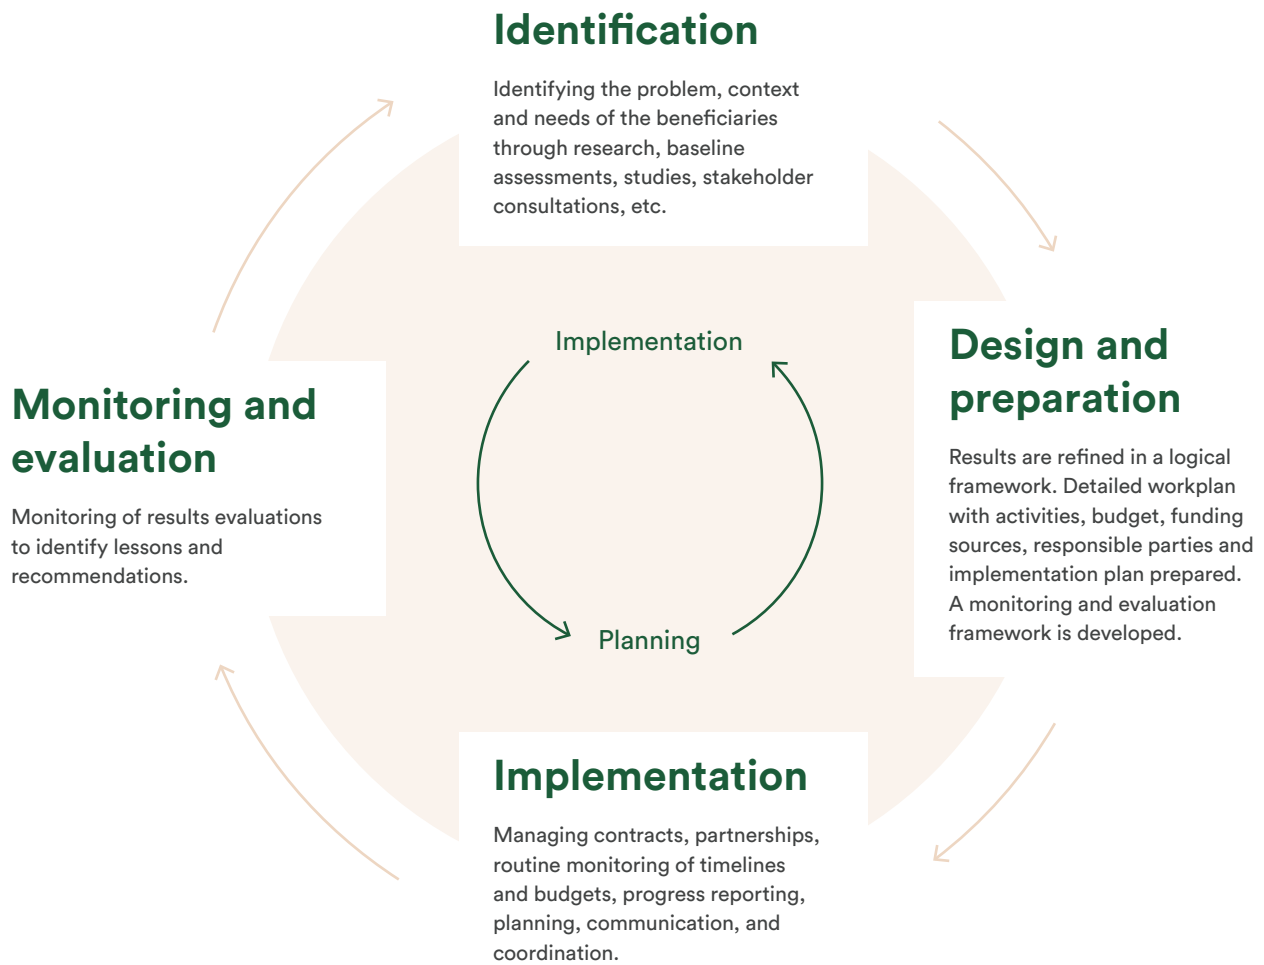 Identification
Identifying the problem, context
and needs of the beneficiaries
through research, baseline
assessments, studies, stakeholder
consultations, etc.
Design and
preparation
Results are refined in a logical
framework. Detailed workplan
with activities, budget, funding
sources, responsible parties and
implementation plan prepared.
A monitoring and evaluation
framework is developed.
Implementation
Managing contracts, partnerships,
routine monitoring of timelines
and budgets, progress reporting,
planning, communication, and
coordination.
Monitoring and
evaluation
Monitoring of results evaluations
to identify lessons and
recommendations.
Implementation
Planning